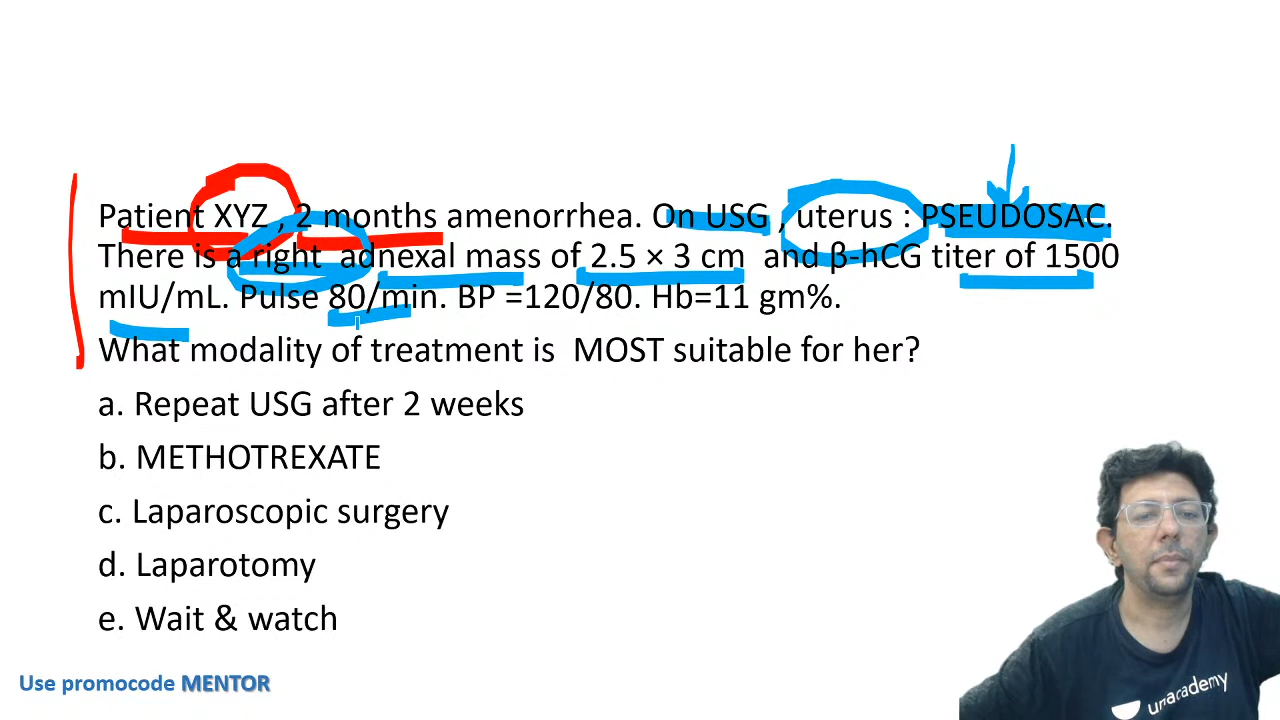 Patient XYZ , 2 months amenorrhea. On USG , uterus : PSEUDOSAC.
There is a right adnexal mass of 2.5 × 3 cm and β-hCG titer of 1500
mIU/mL. Pulse 80/min. BP =120/80. Hb=11 gm%.
What modality of treatment is MOST suitable for her?
a. Repeat USG after 2 weeks
b. METHOTREXATE
c. Laparoscopic surgery
d. Laparotomy
e. Wait & watch
Use promocode MENTOR
unacademy